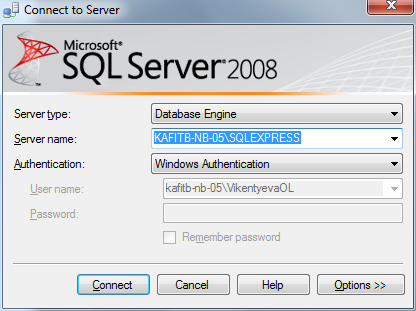 Connect to Server
Microsoft®
SQL Server® 2008
Server type: Database Engine
Server name: KAFITB-NB-05\SQLEXPRESS
Authentication: Windows Authentication
User name: kafitb-nb-05\VikentyevaOL
Password:
Remember password
Connect Cancel Help Options >>